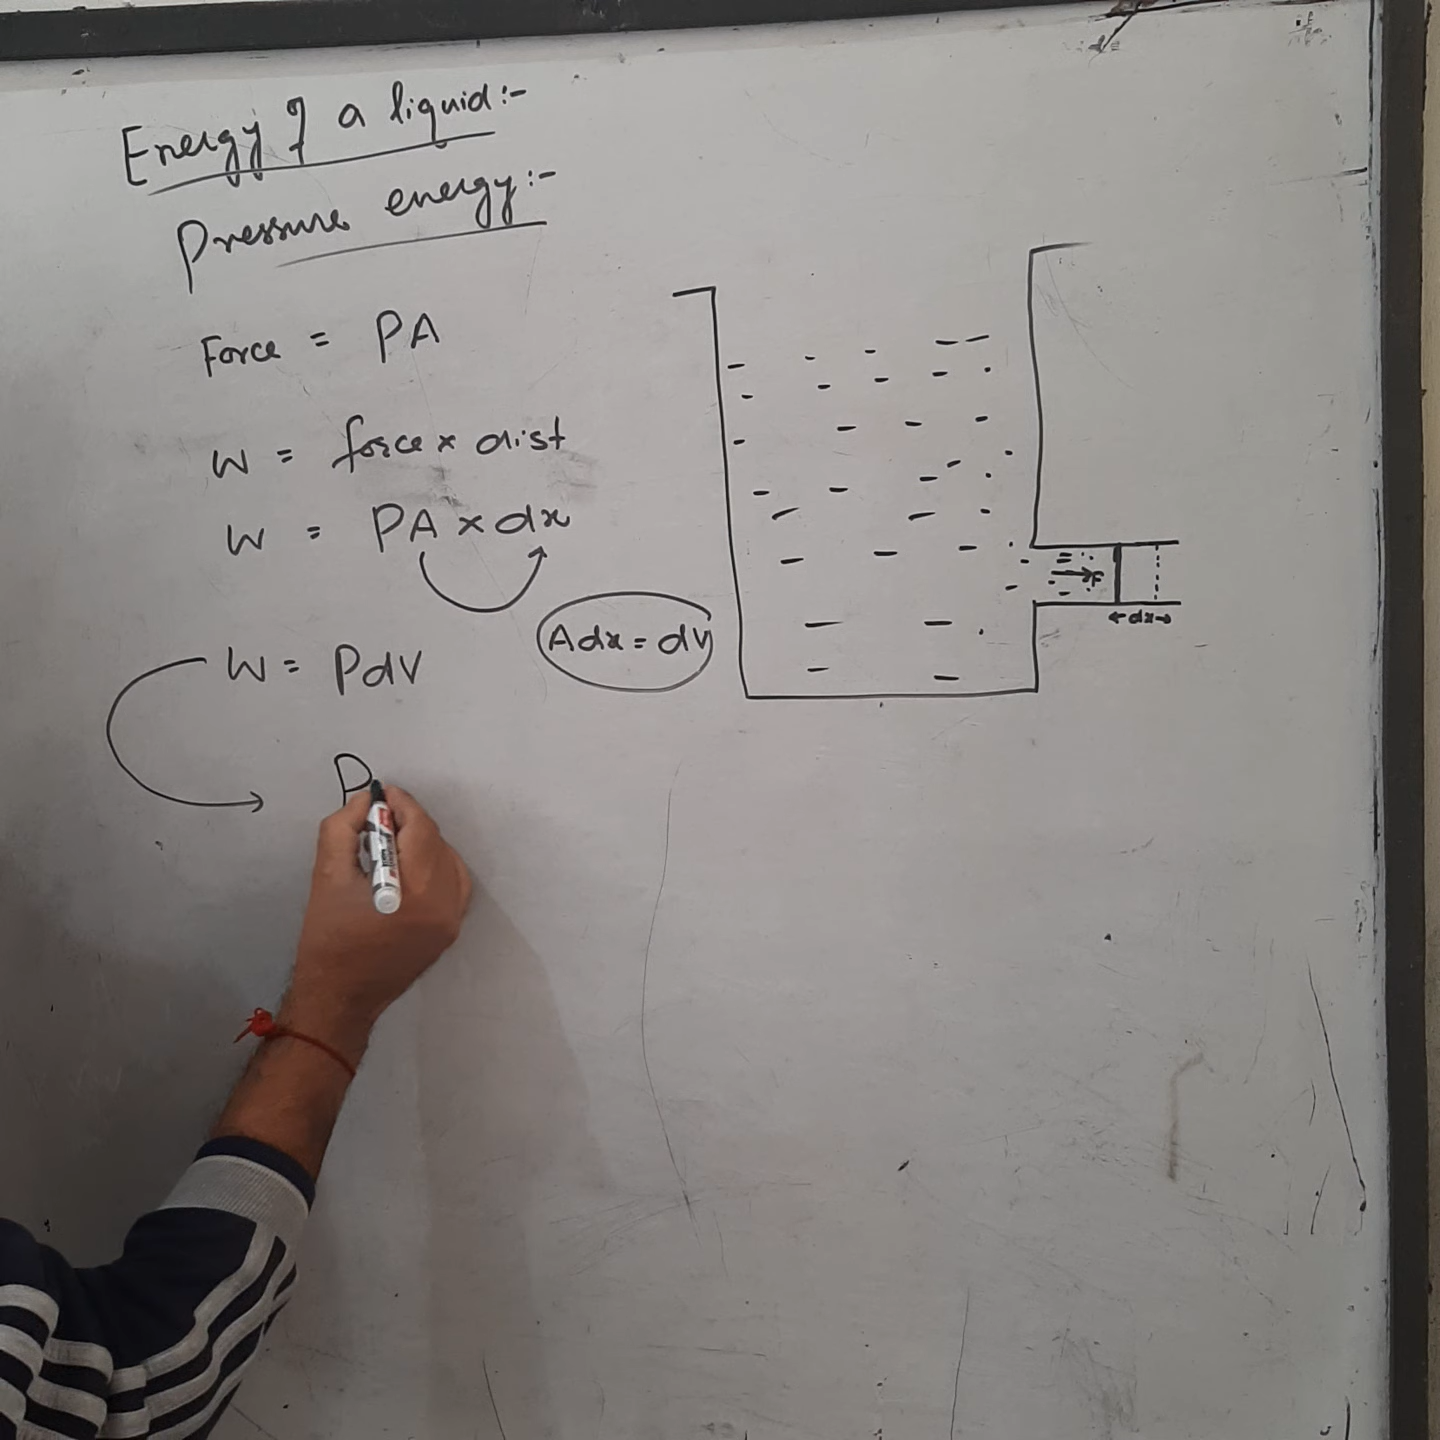 Energy of a liquid:-
Pressure energy:-
Force = PA
W = force x dist
W = PA x dx
Adx = dV
W = PdV
P
F
dx